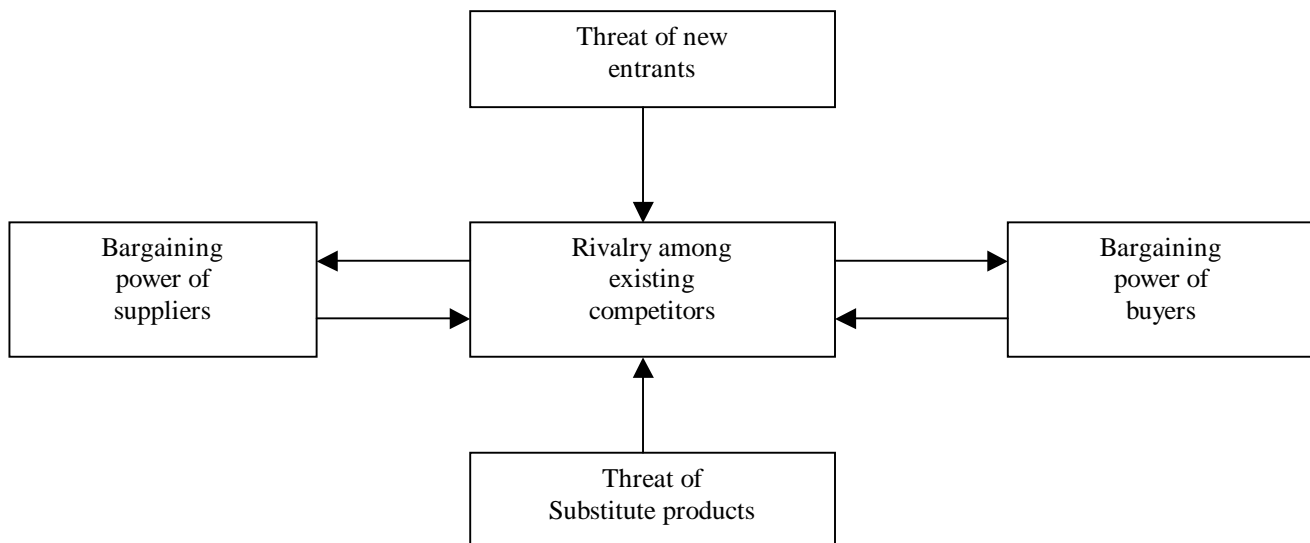 Threat of new
entrants
Bargaining
power of
suppliers
Rivalry among
existing
competitors
Bargaining
power of
buyers
Threat of
Substitute products